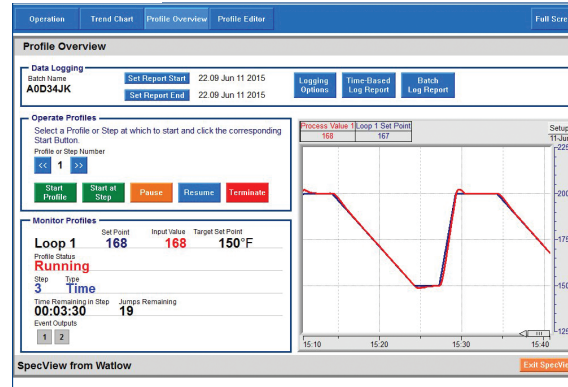 Operation Trend Chart Profile Overview Profile Editor Full Scre
Profile Overview
Data Logging
Batch Name
A0D34JK
Set Report Start 22.09 Jun 11 2015
Set Report End 22.09 Jun 11 2015
Logging Options
Time-Based Log Report
Batch Log Report
Operate Profiles
Select a Profile or Step at which to start and click the corresponding
Start Button.
Profile or Step Number
<< 1 >>
Start Profile
Start at Step
Pause
Resume
Terminate
Monitor Profiles
Set Point Input Value Target Set Point
Loop 1 168 168 150°F
Profile Status
Running
Step Type
3 Time
Time Remaining in Step Jumps Remaining
00:03:30 19
Event Outputs
1 2
Process Value 1 Loop 1 Set Point
168 167
Setup
11-Jun
225
200
175
150
125
15:10 15:20 15:30 15:40
SpecView from Watlow
Exit SpecVie